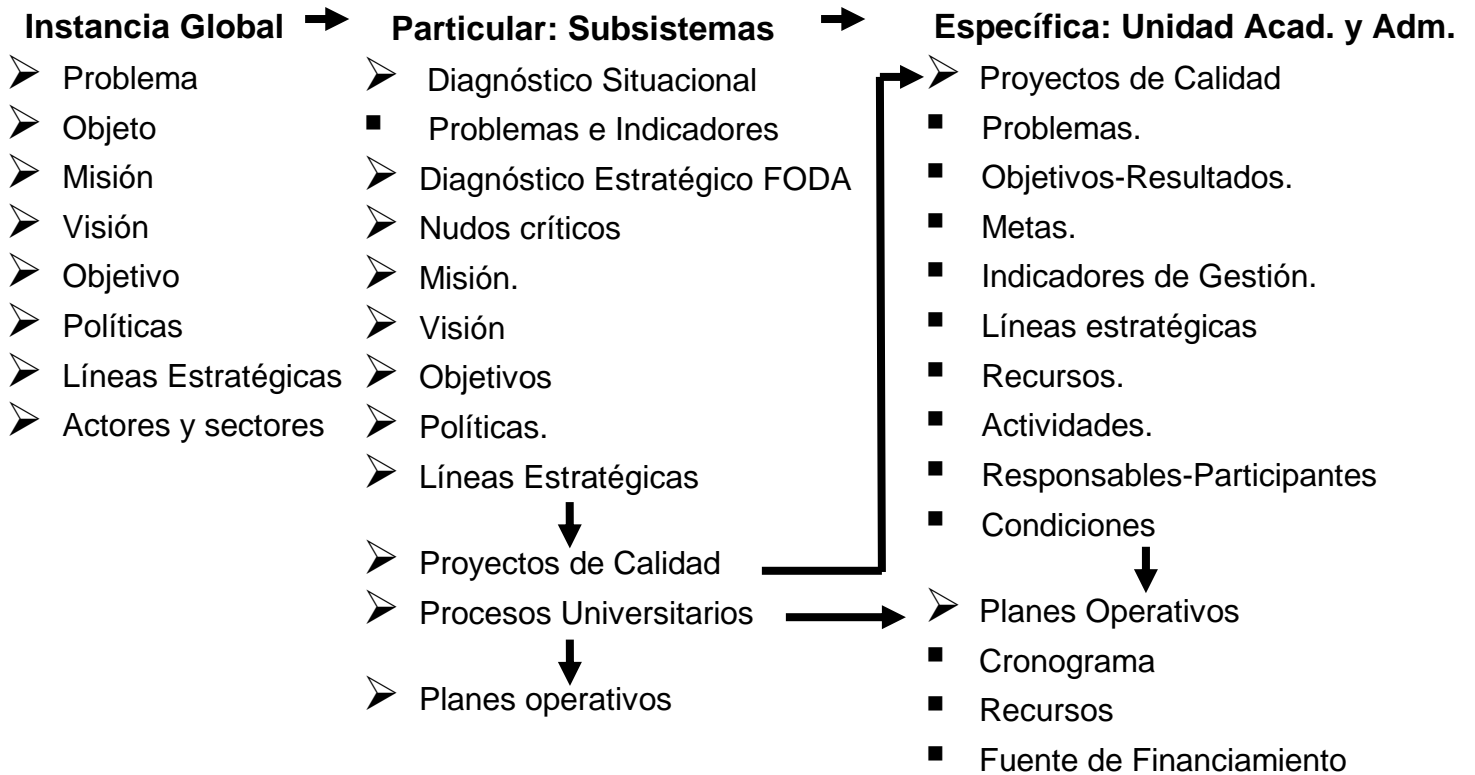 Instancia Global
Problema
Objeto
Misión
Visión
Objetivo
Políticas
Líneas Estratégicas
Actores y sectores
Particular: Subsistemas
Diagnóstico Situacional
Problemas e Indicadores
Diagnóstico Estratégico FODA
Nudos críticos
Misión.
Visión
Objetivos
Políticas.
Líneas Estratégicas
Proyectos de Calidad
Procesos Universitarios
Planes operativos
Específica: Unidad Acad. y Adm.
Proyectos de Calidad
Problemas.
Objetivos-Resultados.
Metas.
Indicadores de Gestión.
Líneas estratégicas
Recursos.
Actividades.
Responsables-Participantes
Condiciones
Planes Operativos
Cronograma
Recursos
Fuente de Financiamiento